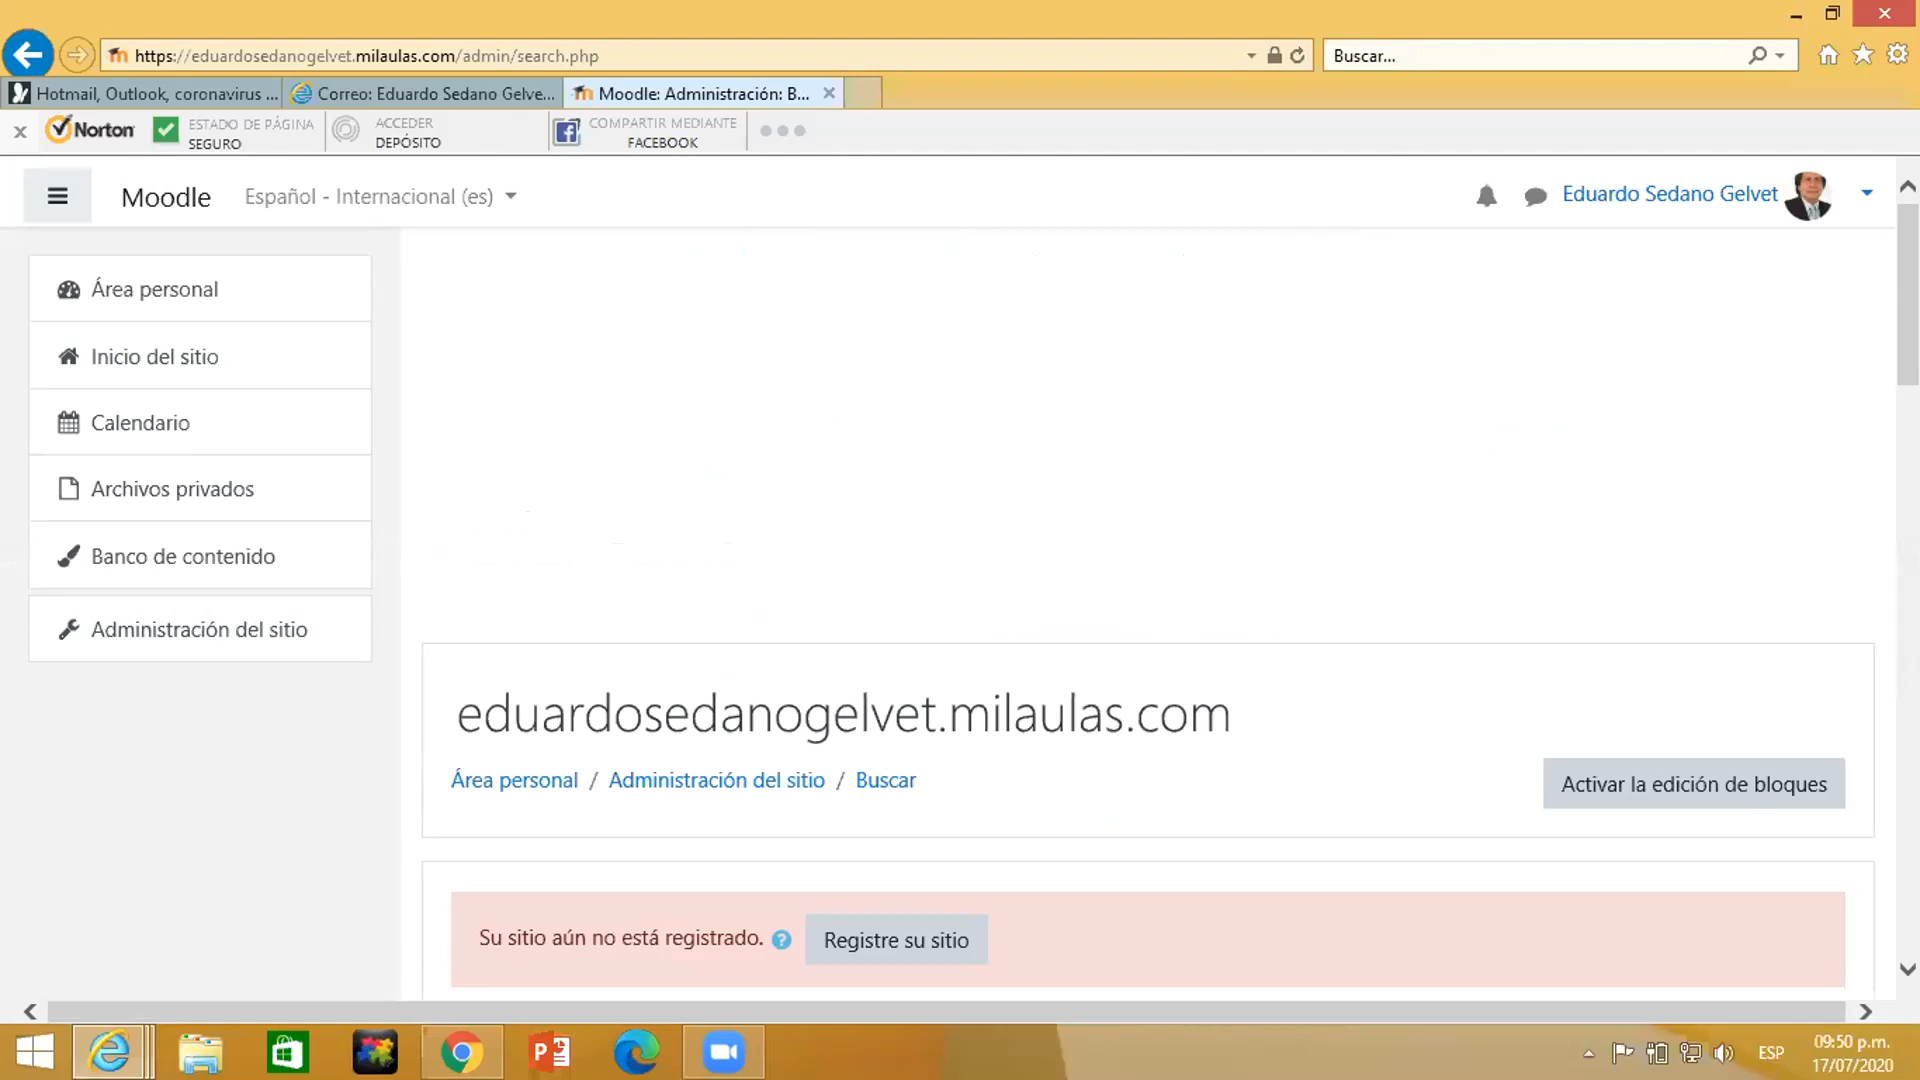 https://eduardosedanogelvet.milaulas.com/admin/search.php
Buscar...
Hotmail, Outlook, coronavirus ...
Correo: Eduardo Sedano Gelve...
Moodle: Administración: B...
Norton
ESTADO DE PÁGINA
SEGURO
ACCEDER
DEPÓSITO
COMPARTIR MEDIANTE
FACEBOOK
Moodle
Español - Internacional (es)
Eduardo Sedano Gelvet
Área personal
Inicio del sitio
Calendario
Archivos privados
Banco de contenido
Administración del sitio
eduardosedanogelvet.milaulas.com
Área personal / Administración del sitio / Buscar
Activar la edición de bloques
Su sitio aún no está registrado.
Registre su sitio
ESP
09:50 p.m.
17/07/2020